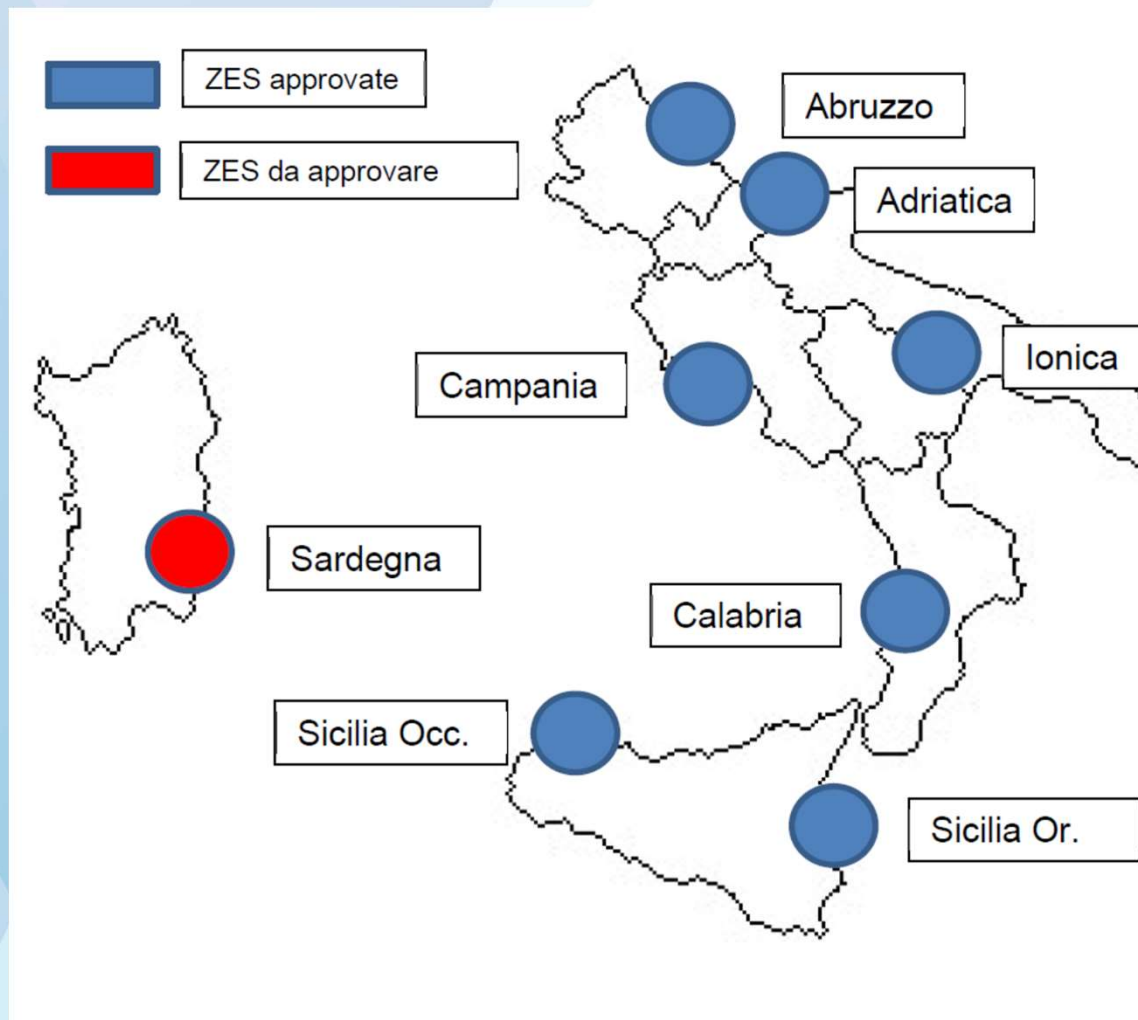 ZES approvate
ZES da approvare
Abruzzo
Adriatica
Ionica
Campania
Sardegna
Calabria
Sicilia Occ.
Sicilia Or.